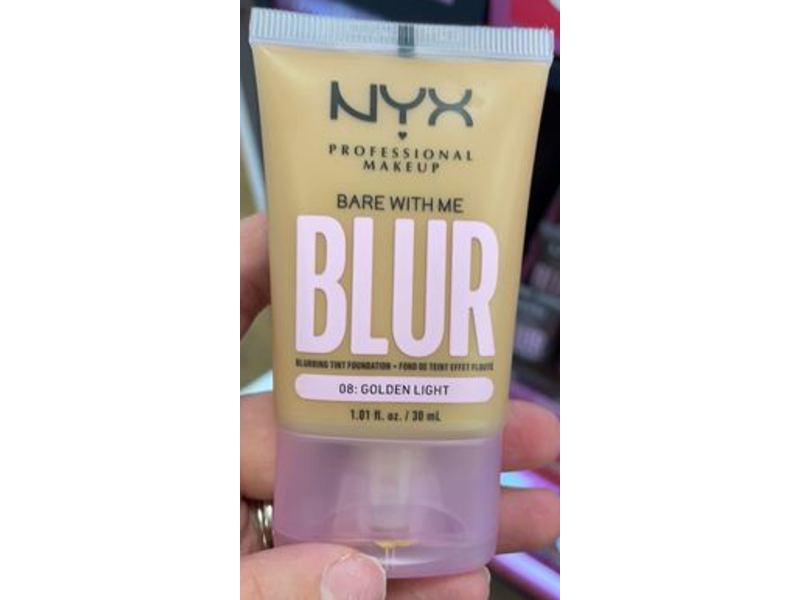 NYX
PROFESSIONAL
MAKEUP
BARE WITH ME
BLUR
BLURRING TINT FOUNDATION • FOND DE TEINT EFFET FLOUTÉ
08: GOLDEN LIGHT
1.01 fl. oz. / 30 mL